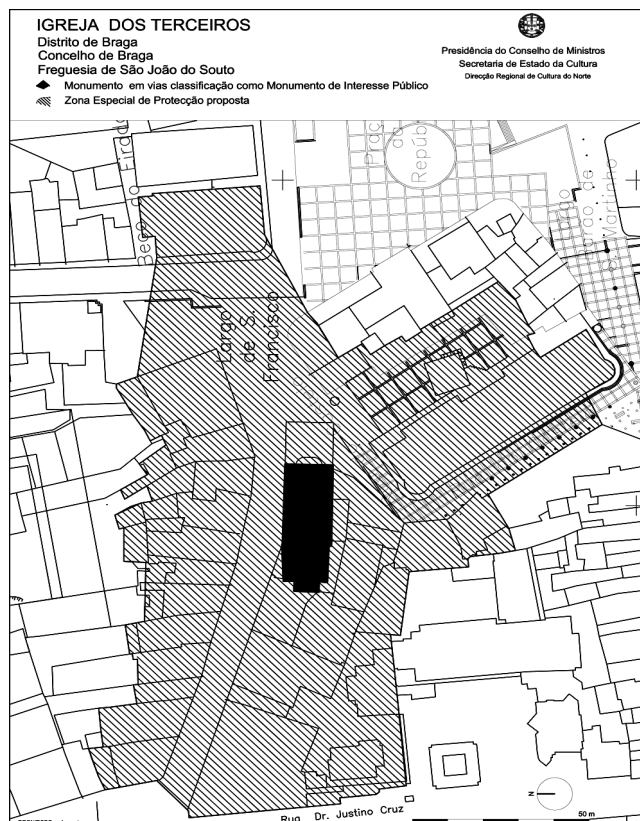 IGREJA DOS TERCEIROS
Distrito de Braga
Concelho de Braga
Freguesia de São João do Souto
Monumento em vias classificação como Monumento de Interesse Público
Zona Especial de Protecção proposta
Presidência do Conselho de Ministros
Secretaria de Estado da Cultura
Direcção Regional de Cultura do Norte
Repúb
Largo
de S.
Francisco
Rua Dr. Justino Cruz
N
50 m